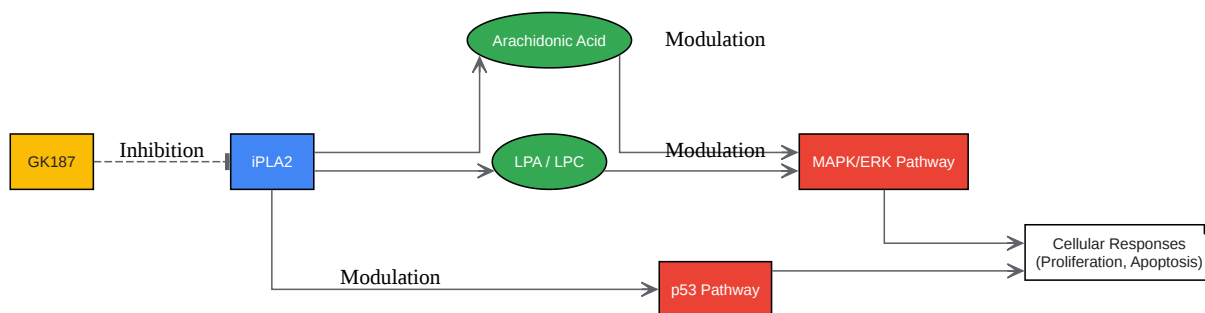 Arachidonic Acid
Modulation
GK187
Inhibition
iPLA2
LPA / LPC
Modulation
MAPK/ERK Pathway
Cellular Responses
(Proliferation, Apoptosis)
Modulation
p53 Pathway